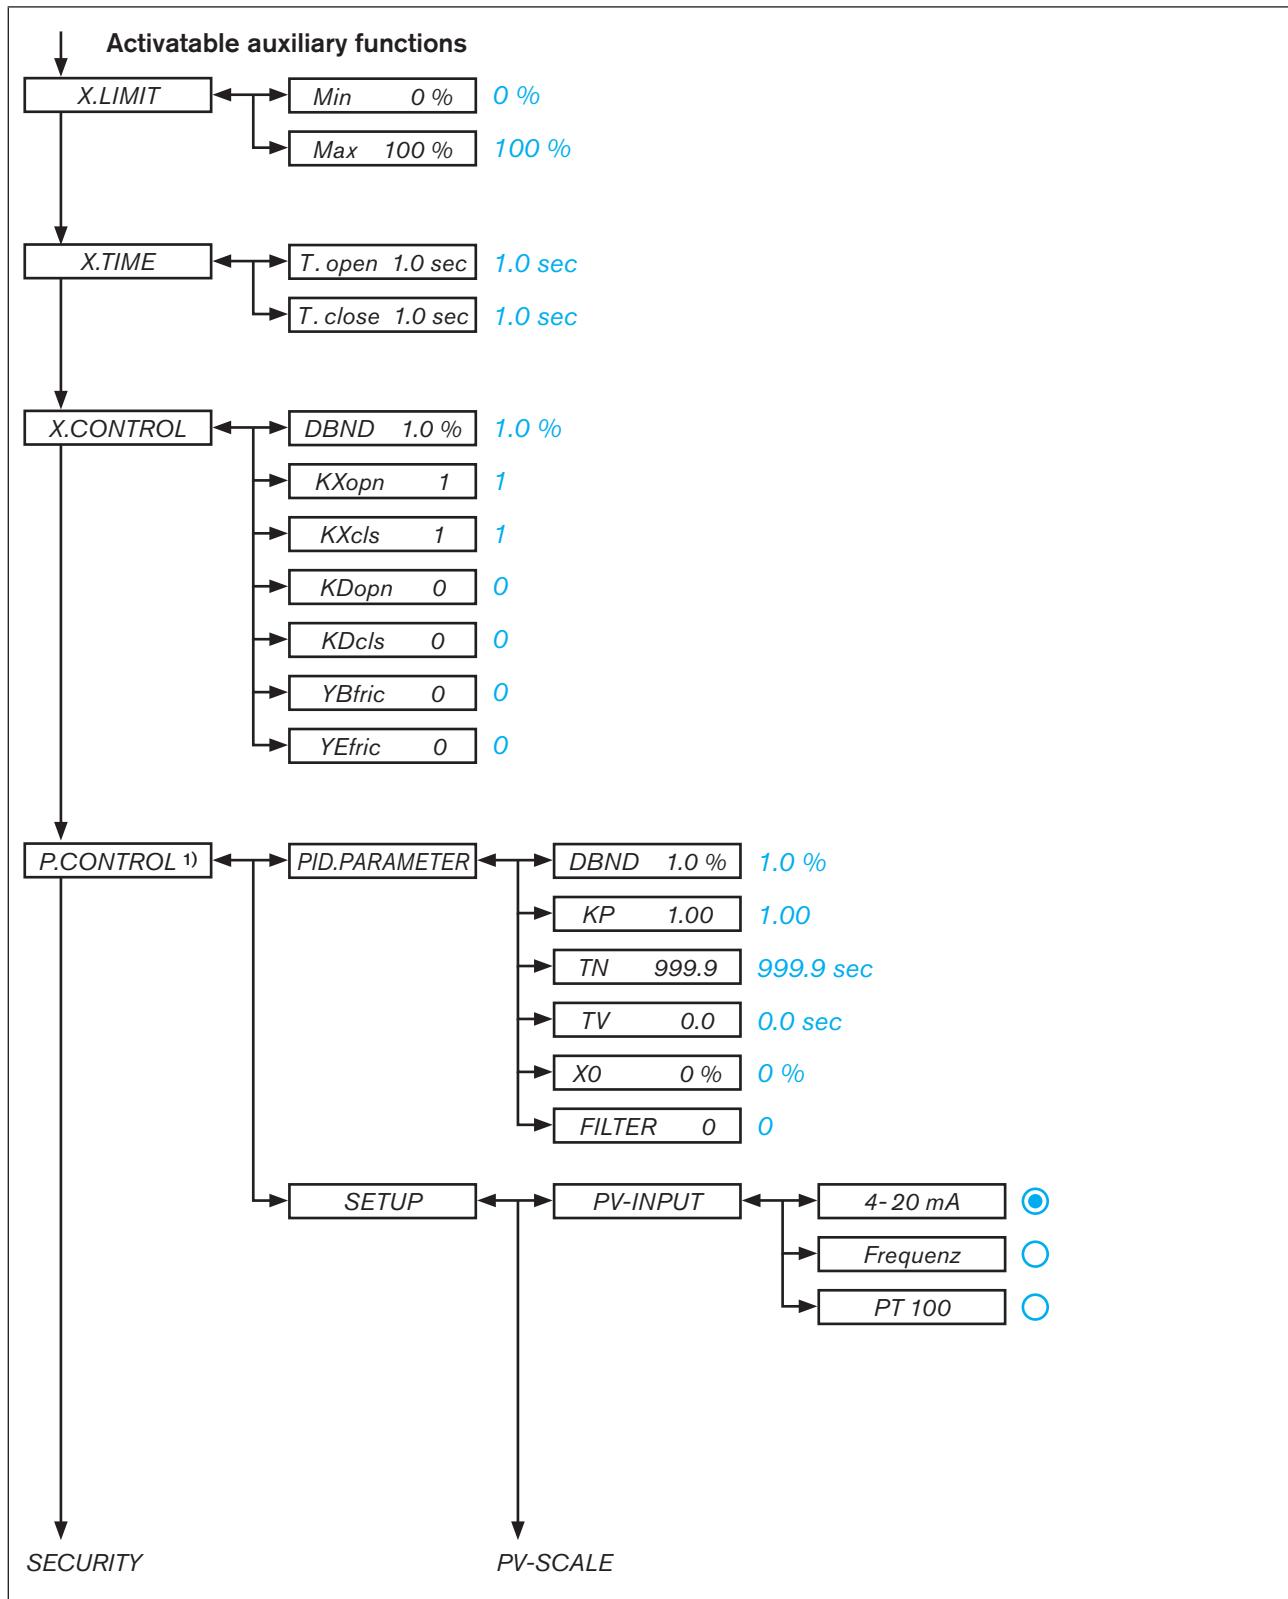 Activatable auxiliary functions
X.LIMIT Min 0 % 0 %
Max 100 % 100 %
X.TIME T. open 1.0 sec 1.0 sec
T. close 1.0 sec 1.0 sec
X.CONTROL DBND 1.0 % 1.0 %
KXopn 1 1
KXcls 1 1
KDopn 0 0
KDcls 0 0
YBfric 0 0
YEfric 0 0
P.CONTROL 1) PID.PARAMETER DBND 1.0 % 1.0 %
KP 1.00 1.00
TN 999.9 999.9 sec
TV 0.0 0.0 sec
X0 0 % 0 %
FILTER 0 0
SETUP PV-INPUT 4-20 mA
Frequenz
PT 100
SECURITY PV-SCALE